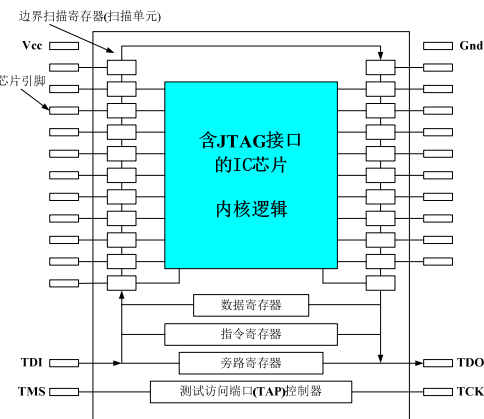 边界扫描寄存器(扫描单元)
Vcc
Gnd
芯片引脚
含JTAG接口
的IC芯片
内核逻辑
数据寄存器
指令寄存器
TDI
旁路寄存器
TDO
TMS
测试访问端口(TAP)控制器
TCK